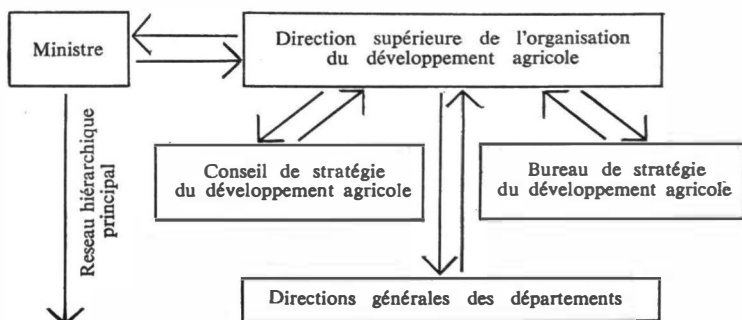 Ministre
Direction supérieure de l'organisation
du développement agricole
Conseil de stratégie
du développement agricole
Bureau de stratégie
du développement agricole
Reseau hiérarchique
principal
Directions générales des départements